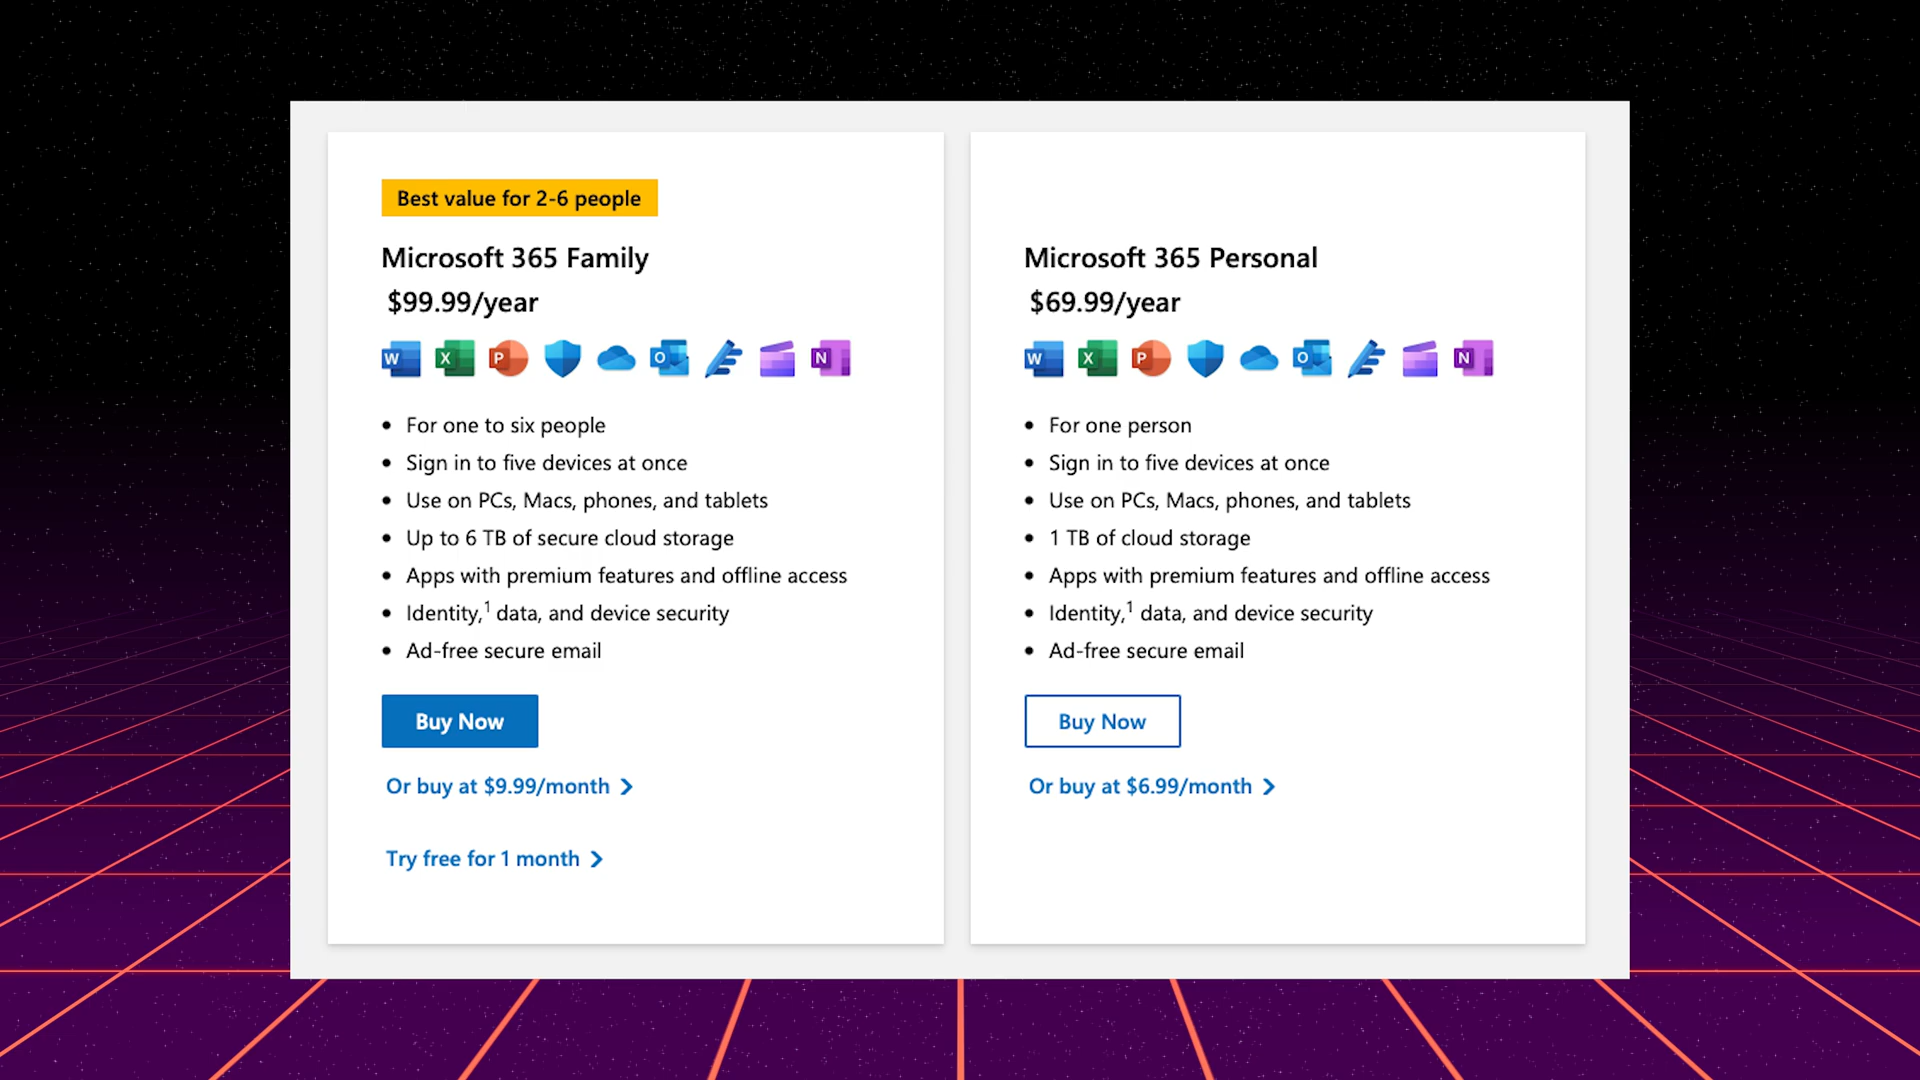 Best value for 2-6 people
Microsoft 365 Family
$99.99/year
W X P O N
• For one to six people
• Sign in to five devices at once
• Use on PCs, Macs, phones, and tablets
• Up to 6 TB of secure cloud storage
• Apps with premium features and offline access
• Identity,¹ data, and device security
• Ad-free secure email
Buy Now
Or buy at $9.99/month
Try free for 1 month
Microsoft 365 Personal
$69.99/year
W X P O N
• For one person
• Sign in to five devices at once
• Use on PCs, Macs, phones, and tablets
• 1 TB of cloud storage
• Apps with premium features and offline access
• Identity,¹ data, and device security
• Ad-free secure email
Buy Now
Or buy at $6.99/month